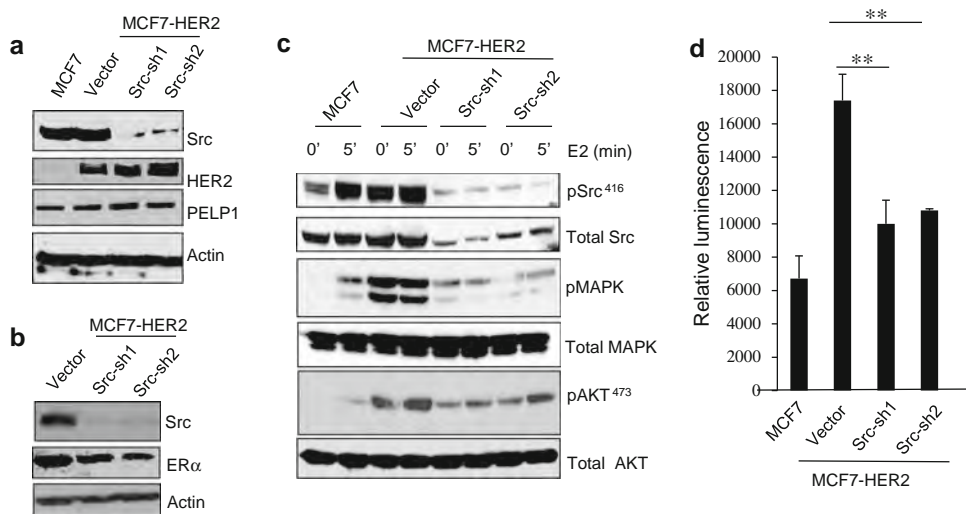 a
MCF7-HER2
MCF7
Vector
Src-sh1
Src-sh2
Src
HER2
PELP1
Actin
b
MCF7-HER2
Vector
Src-sh1
Src-sh2
Src
ERα
Actin
c
MCF7-HER2
MCF7
Vector
Src-sh1
Src-sh2
0' 5' 0' 5' 0' 5' 0' 5' E2 (min)
pSrc416
Total Src
pMAPK
Total MAPK
pAKT473
Total AKT
d
**
**
Relative luminescence
20000
18000
16000
14000
12000
10000
8000
6000
4000
2000
0
MCF7
Vector
Src-sh1
Src-sh2
MCF7-HER2